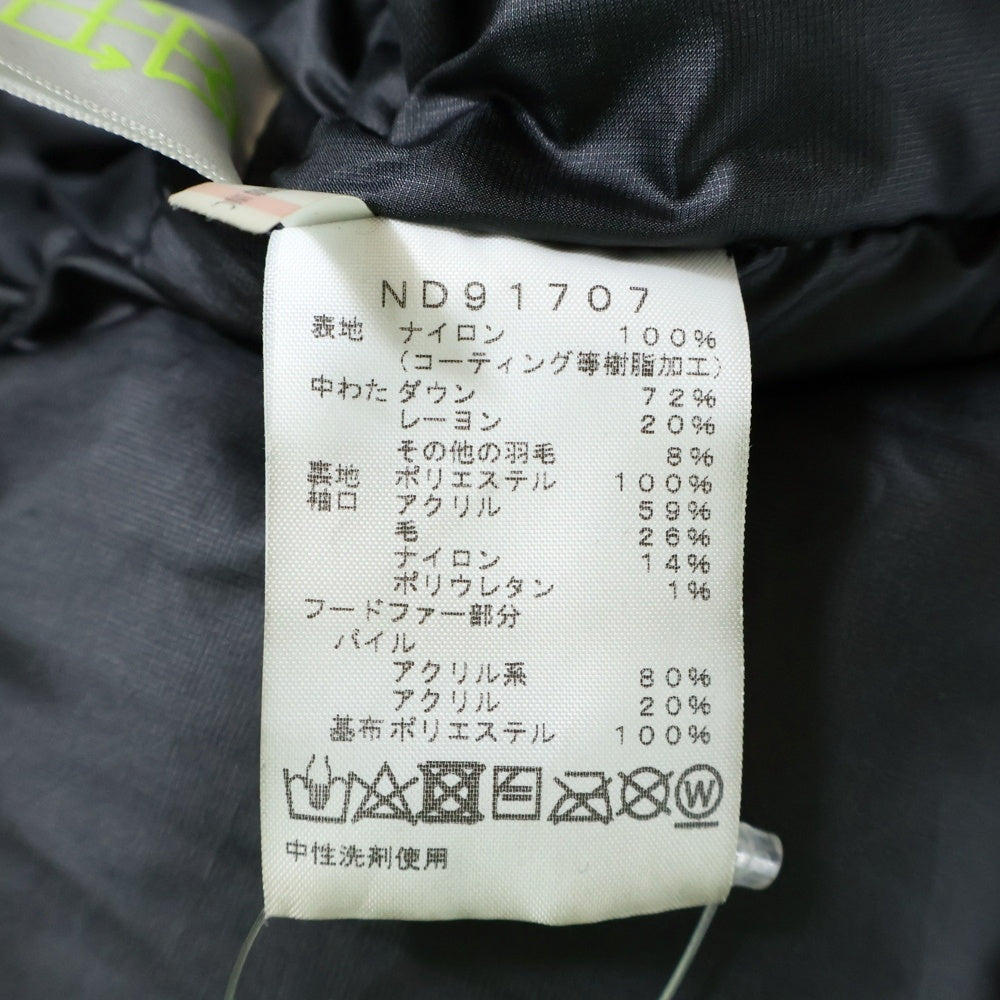 ND91707
表地 ナイロン 100%
(コーティング等樹脂加工)
中わた ダウン 72%
レーヨン 20%
その他の羽毛 8%
裏地 ポリエステル 100%
袖口 アクリル 59%
毛 26%
ナイロン 14%
ポリウレタン 1%
フードファー部分
パイル
アクリル系 80%
アクリル 20%
基布 ポリエステル 100%
W
中性洗剤使用